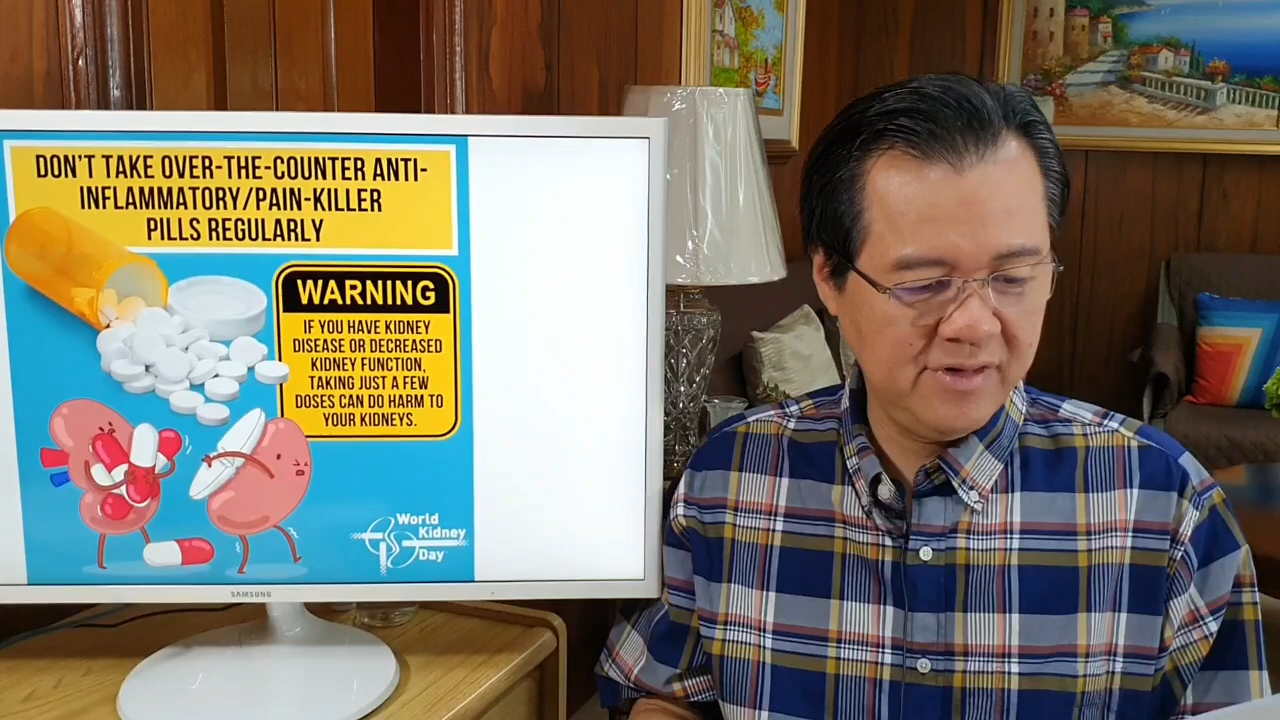 DON'T TAKE OVER-THE-COUNTER ANTI-
INFLAMMATORY/PAIN-KILLER
PILLS REGULARLY
WARNING
IF YOU HAVE KIDNEY
DISEASE OR DECREASED
KIDNEY FUNCTION,
TAKING JUST A FEW
DOSES CAN DO HARM TO
YOUR KIDNEYS.
World
Kidney
Day
SAMSUNG